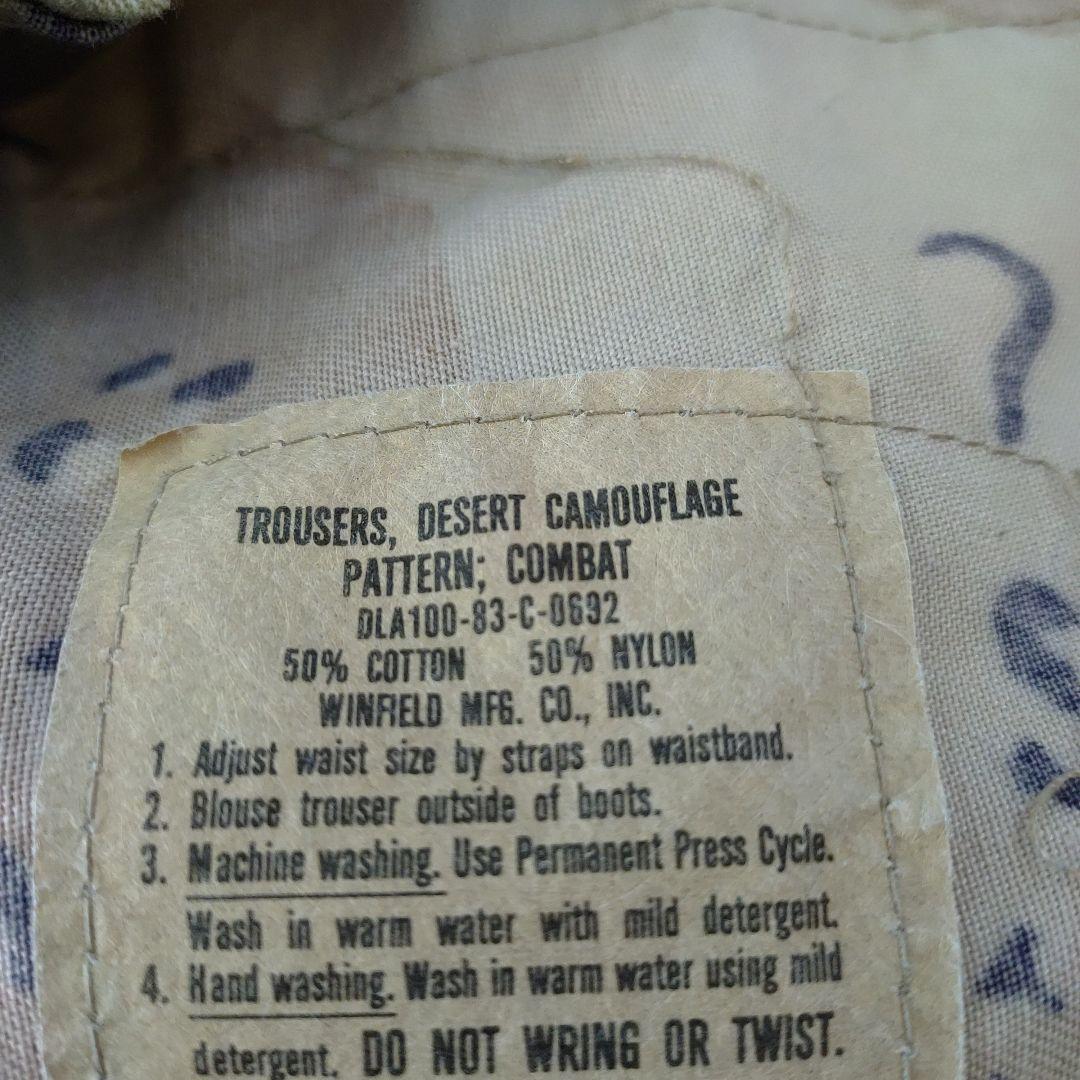 TROUSERS, DESERT CAMOUFLAGE
PATTERN; COMBAT
DLA100-83-C-0692
50% COTTON 50% NYLON
WINFIELD MFG. CO., INC.
1. Adjust waist size by straps on waistband.
2. Blouse trouser outside of boots.
3. Machine washing. Use Permanent Press Cycle.
Wash in warm water with mild detergent.
4. Hand washing. Wash in warm water using mild
detergent. DO NOT WRING OR TWIST.